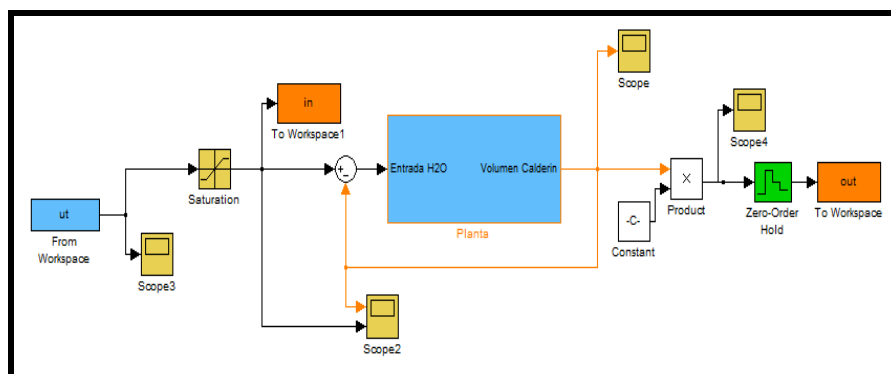 Scope
in
To Workspace1
Scope4
+
-
Entrada H2O
Volumen Calderin
X
out
Saturation
ut
From
Workspace
Scope3
Planta
-C-
Constant
Product
Zero-Order
Hold
To Workspace
Scope2